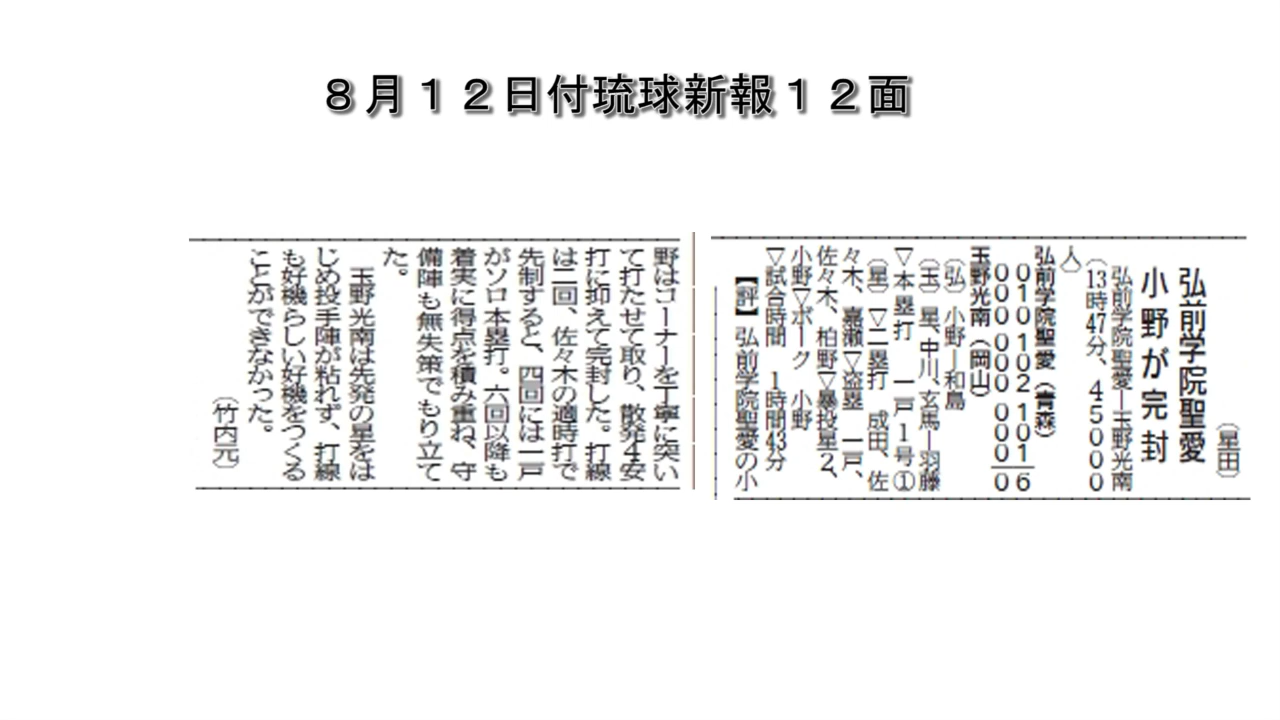 ８月１２日付琉球新報１２面
（星田）
弘前学院聖愛
小野が完封
弘前学院聖愛―玉野光南
（13時47分、４５０００
人）
弘前学院聖愛（青森）
０１０ １０２ １０１ ６
０００ ０００ ０００ ０
玉野光南（岡山）
（弘）小野―和島
（玉）星、中川、玄馬―羽藤
▽本塁打 一戸１号①
（星）▽二塁打 成田、佐
々木、嘉瀬▽盗塁 一戸、
佐々木、柏野▽暴投星２、
小野▽ボーク 小野
▽試合時間 １時間43分
【評】弘前学院聖愛の小
野はコーナーを丁寧に突い
て打たせて取り、散発４安
打に抑えて完封した。打線
は二回、佐々木の適時打で
先制すると、四回には一戸
がソロ本塁打。六回以降も
着実に得点を積み重ね、守
備陣も無失策でもり立て
た。
玉野光南は先発の星をは
じめ投手陣が粘れず、打線
も好機らしい好機をつくる
ことができなかった。
（竹内元）